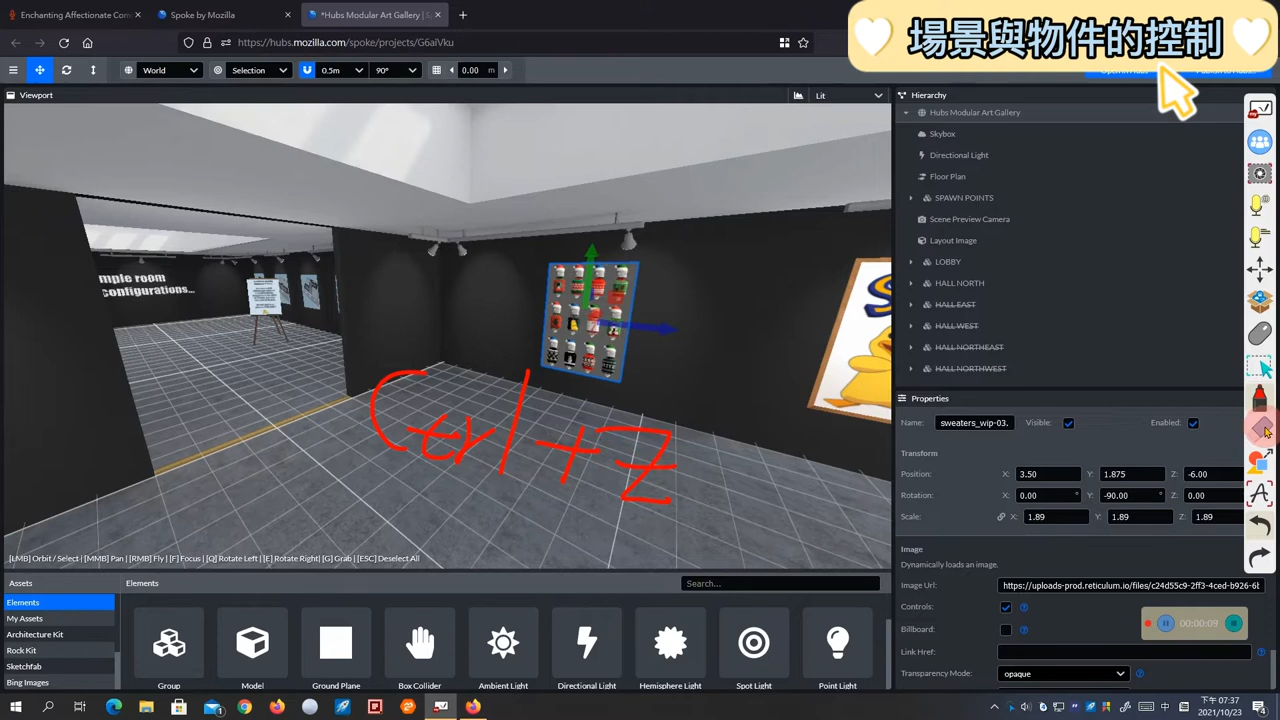 Enchanting Affectionate Com
Spoke by Mozilla
*Hubs Modular Art Gallery | S
場景與物件的控制
https://hubs.mozilla.com/spoke/projects/G6aiVku
World
Selection
0.5m
90°
0.00 m
Viewport
Lit
Hierarchy
Hubs Modular Art Gallery
Skybox
Directional Light
Floor Plan
SPAWN POINTS
Scene Preview Camera
Layout Image
LOBBY
HALL NORTH
HALL EAST
HALL WEST
HALL NORTHEAST
HALL NORTHWEST
mple room
configurations...
Ctrl+Z
[LMB] Orbit / Select | [MMB] Pan | [RMB] Fly | [F] Focus | [Q] Rotate Left | [E] Rotate Right | [G] Grab | [ESC] Deselect All
Properties
Name: sweaters_wip-03. Visible: Enabled:
Transform
Position: X: 3.50 Y: 1.875 Z: -6.00
Rotation: X: 0.00 ° Y: -90.00 ° Z: 0.00
Scale: X: 1.89 Y: 1.89 Z: 1.89
Image
Dynamically loads an image.
Image Url: https://uploads-prod.reticulum.io/files/c24d55c9-2ff3-4ced-b926-6b
Controls:
Billboard:
00:00:09
Link Href:
Transparency Mode: opaque
Assets
Elements
Search...
Elements
My Assets
Architecture Kit
Rock Kit
Sketchfab
Bing Images
Group
Model
Ground Plane
Box Collider
Ambient Light
Directional Light
Hemisphere Light
Spot Light
Point Light
中
下午 07:37
2021/10/23